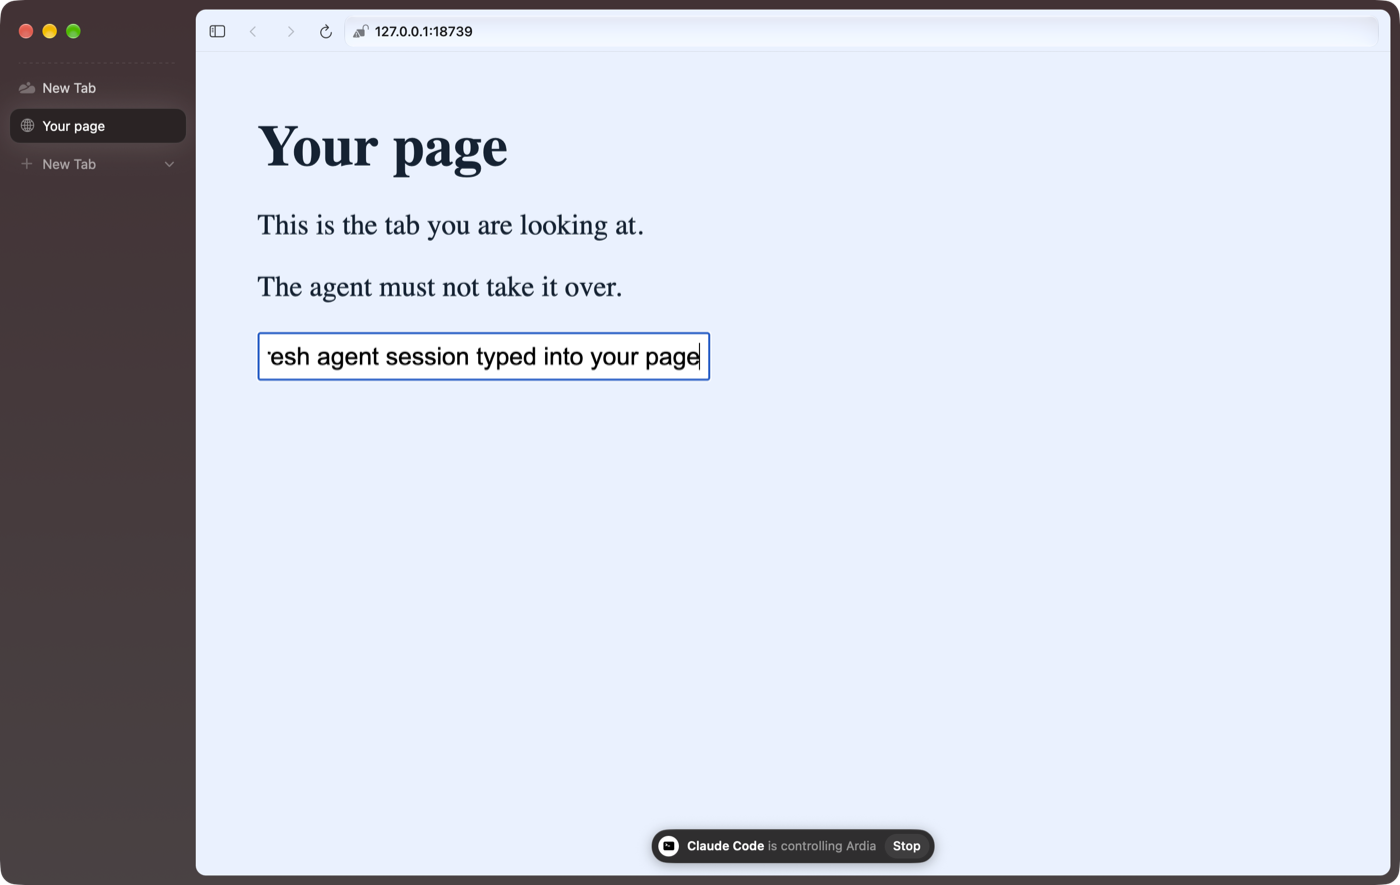 127.0.0.1:18739
New Tab
Your page
New Tab
Your page
This is the tab you are looking at.
The agent must not take it over.
agent session typed into your page
Claude Code is controlling Ardia Stop